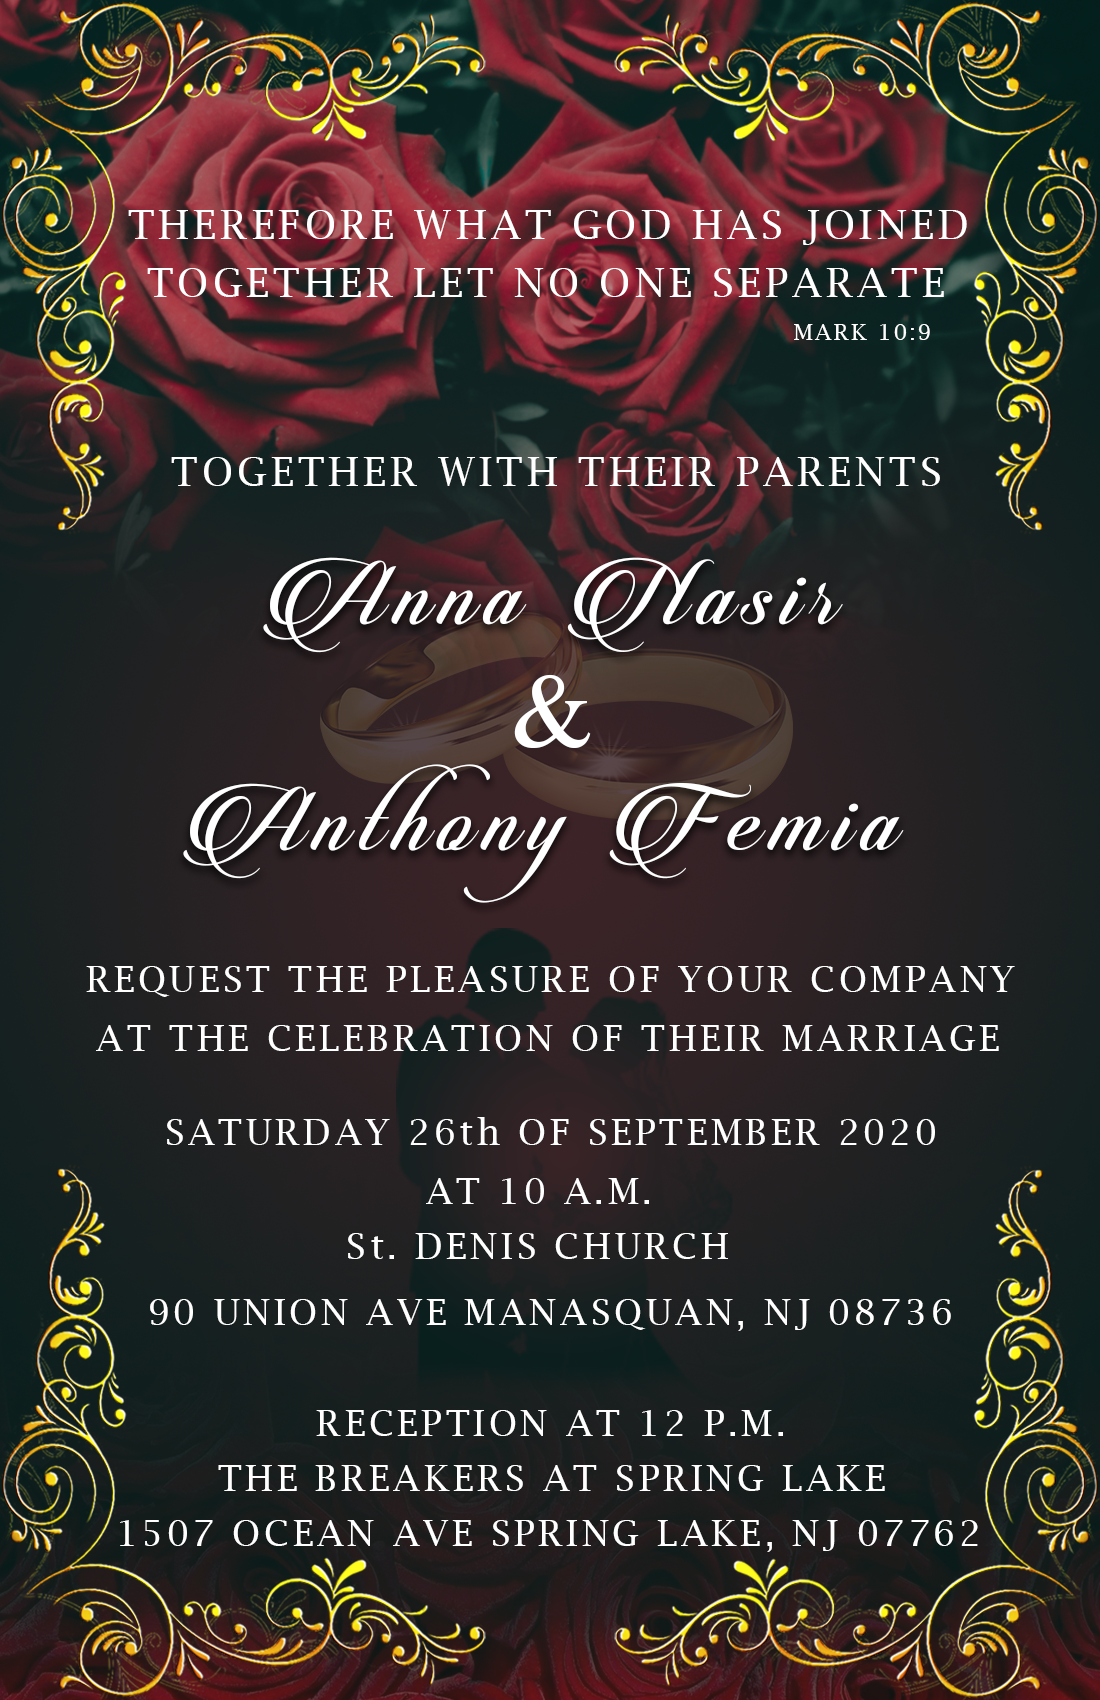 THEREFORE WHAT GOD HAS JOINED
TOGETHER LET NO ONE SEPARATE
MARK 10:9
TOGETHER WITH THEIR PARENTS
Anna Nasir
&
Anthony Femia
REQUEST THE PLEASURE OF YOUR COMPANY
AT THE CELEBRATION OF THEIR MARRIAGE
SATURDAY 26th OF SEPTEMBER 2020
AT 10 A.M.
St. DENIS CHURCH
90 UNION AVE MANASQUAN, NJ 08736
RECEPTION AT 12 P.M.
THE BREAKERS AT SPRING LAKE
1507 OCEAN AVE SPRING LAKE, NJ 07762